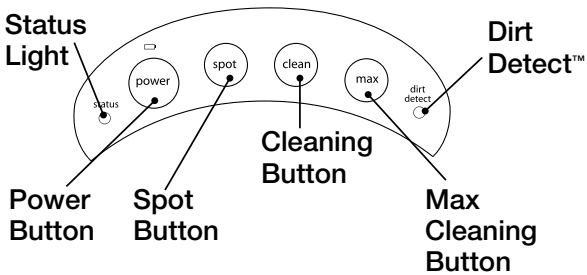 Status
Light
Dirt
Detect™
power
spot
clean
max
status
dirt
detect
Cleaning
Button
Power
Button
Spot
Button
Max
Cleaning
Button